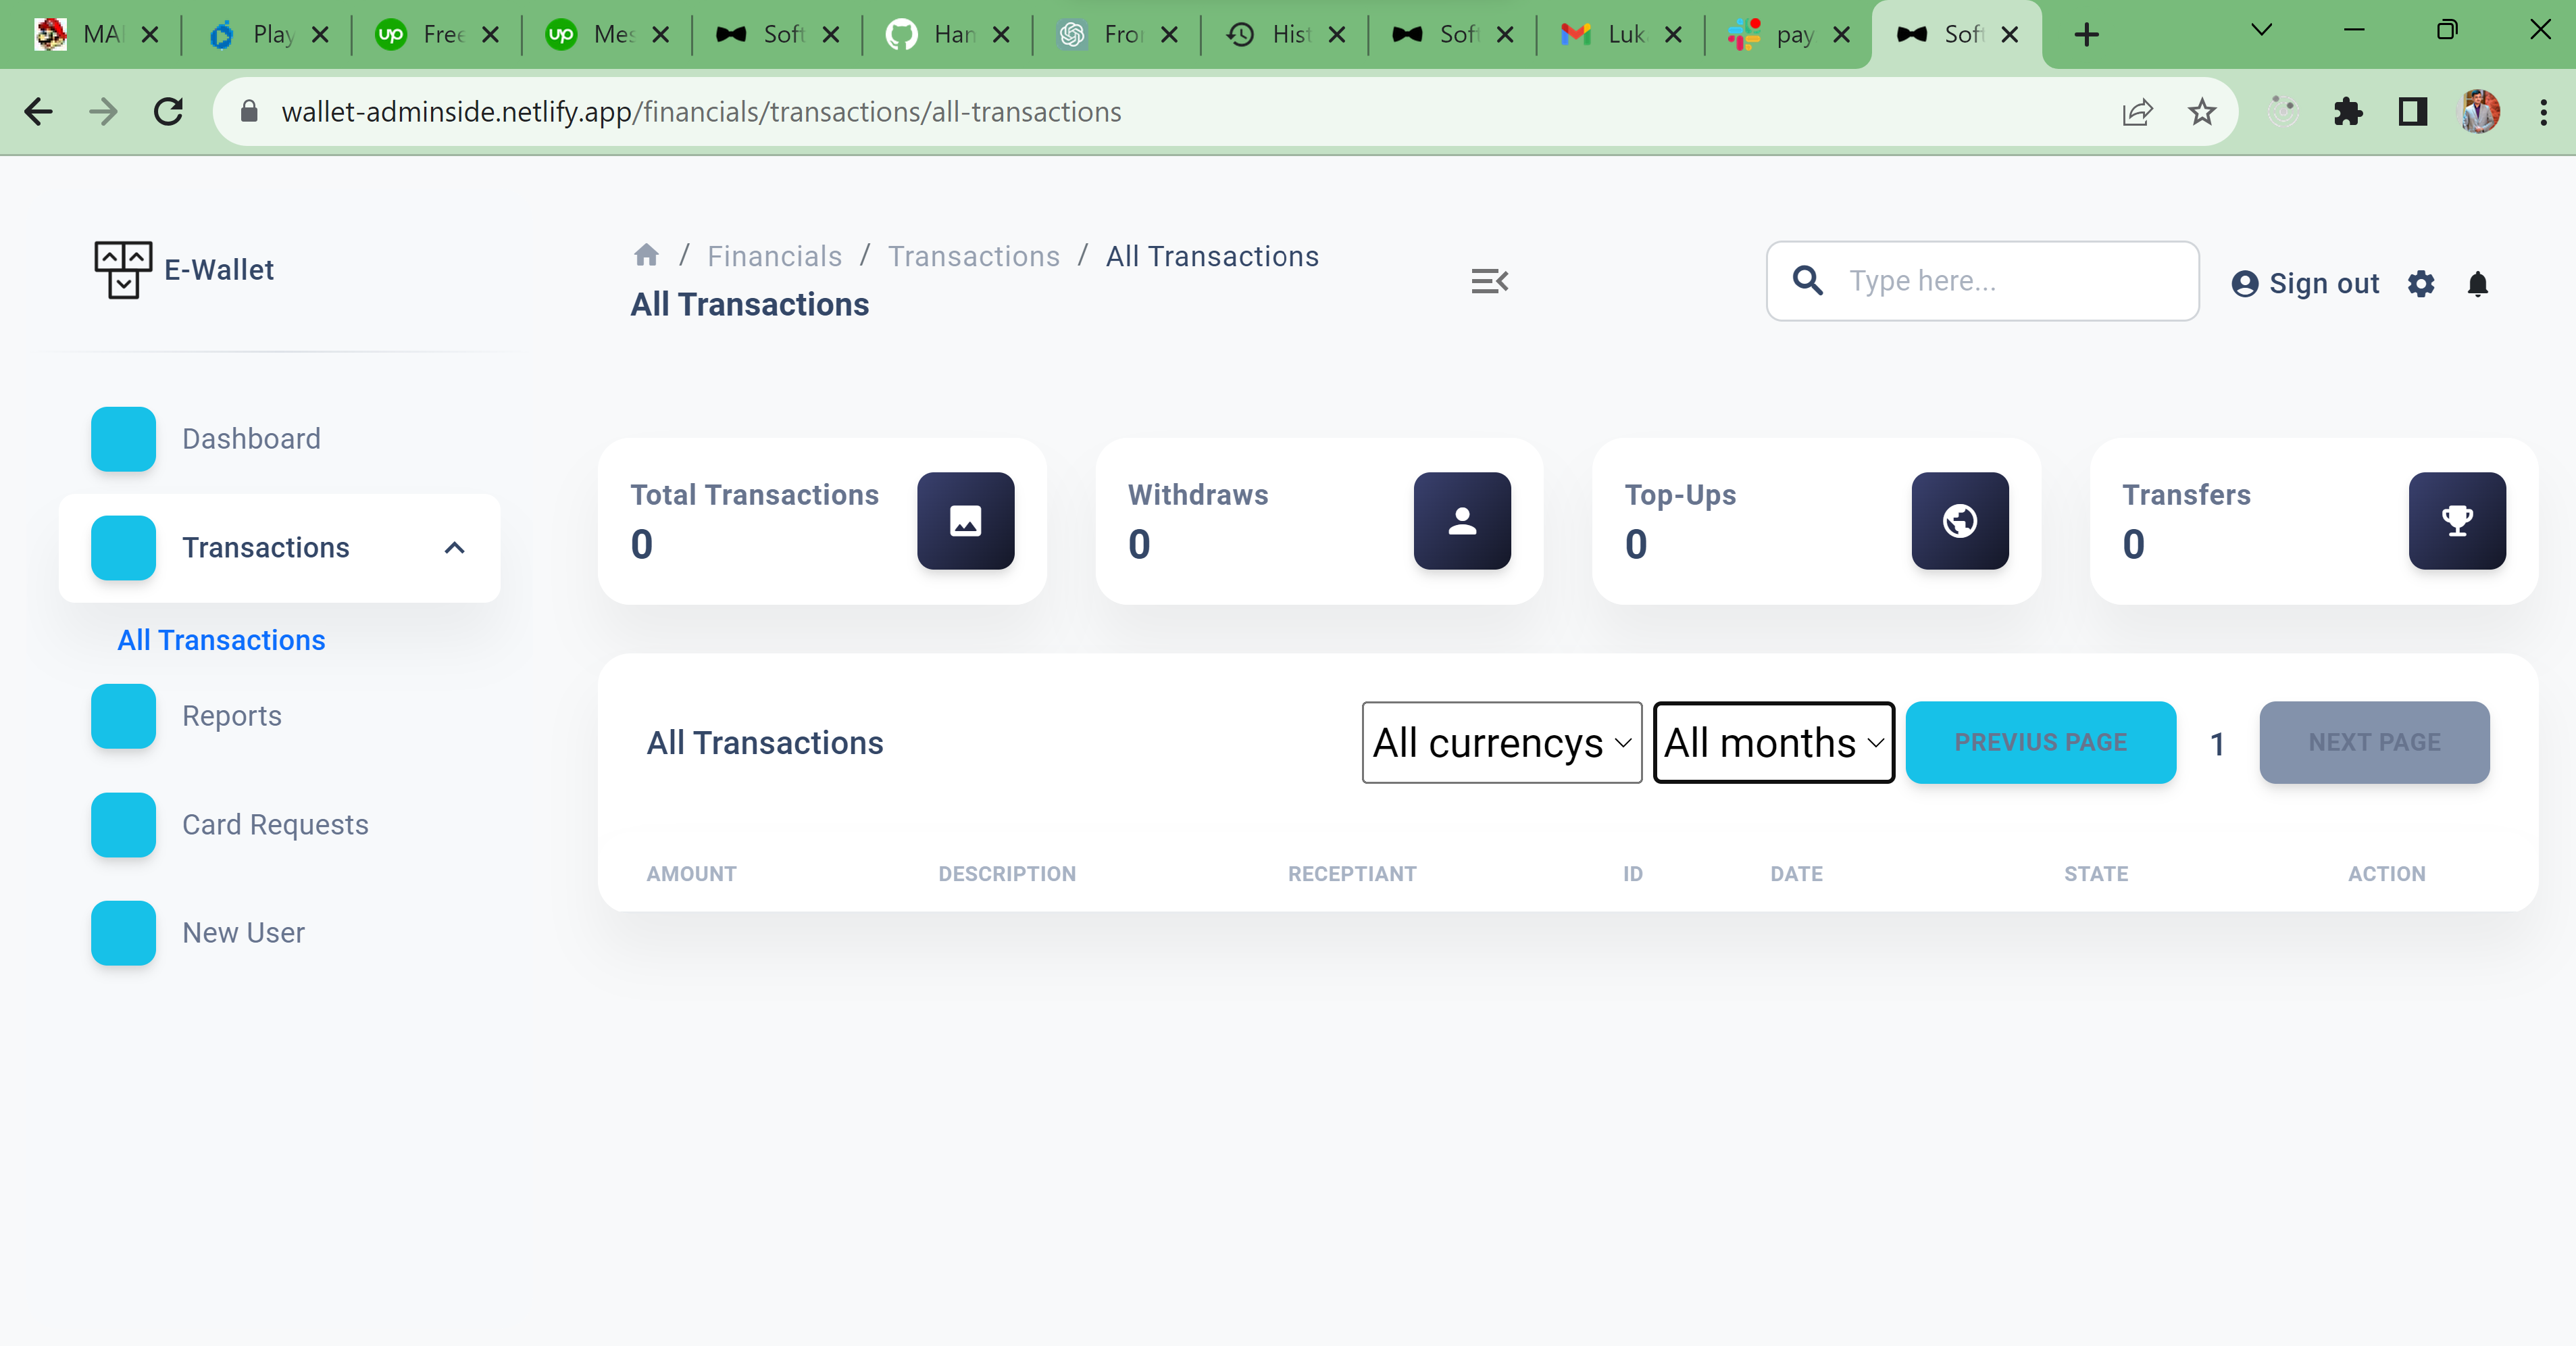 MA Play Free Mes Soft Han Fro Hist Sof Luk pay Sof
wallet-adminside.netlify.app/financials/transactions/all-transactions
E-Wallet
/ Financials / Transactions / All Transactions
All Transactions
Type here...
Sign out
Dashboard
Transactions
All Transactions
Reports
Card Requests
New User
Total Transactions
0
Withdraws
0
Top-Ups
0
Transfers
0
All Transactions
All currencys
All months
PREVIUS PAGE
1
NEXT PAGE
AMOUNT DESCRIPTION RECEPTIANT ID DATE STATE ACTION